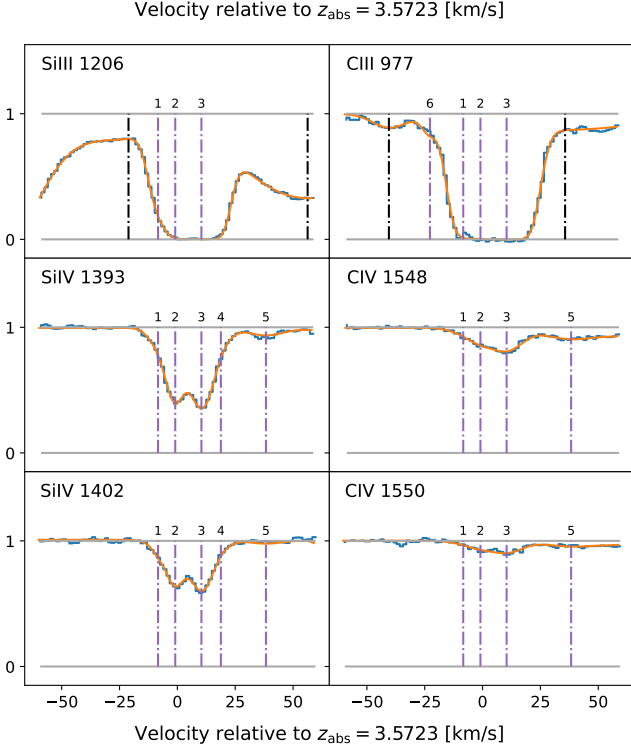 Velocity relative to z_abs = 3.5723 [km/s]
SiIII 1206 CIII 977
1 2 3 6 1 2 3
1
0
SiIV 1393 CIV 1548
1 2 3 4 5 1 2 3 5
1
0
SiIV 1402 CIV 1550
1 2 3 4 5 1 2 3 5
1
0
−50 −25 0 25 50 −50 −25 0 25 50
Velocity relative to z_abs = 3.5723 [km/s]